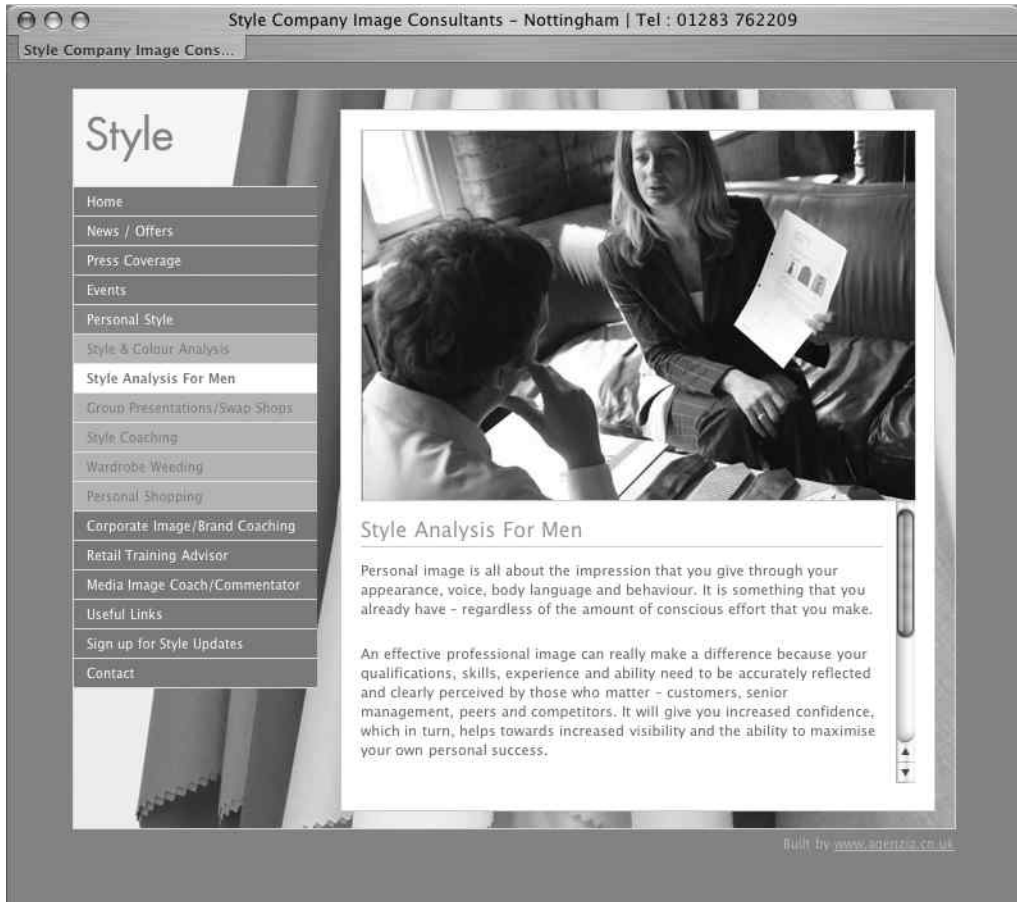 Style Company Image Consultants – Nottingham | Tel : 01283 762209
Style Company Image Cons...
Style
Home
News / Offers
Press Coverage
Events
Personal Style
Style & Colour Analysis
Style Analysis For Men
Group Presentations/Swap Shops
Style Coaching
Wardrobe Weeding
Personal Shopping
Corporate Image/Brand Coaching
Retail Training Advisor
Media Image Coach/Commentator
Useful Links
Sign up for Style Updates
Contact
Style Analysis For Men
Personal image is all about the impression that you give through your
appearance, voice, body language and behaviour. It is something that you
already have – regardless of the amount of conscious effort that you make.
An effective professional image can really make a difference because your
qualifications, skills, experience and ability need to be accurately reflected
and clearly perceived by those who matter – customers, senior
management, peers and competitors. It will give you increased confidence,
which in turn, helps towards increased visibility and the ability to maximise
your own personal success.
Built by www.agenzia.co.uk